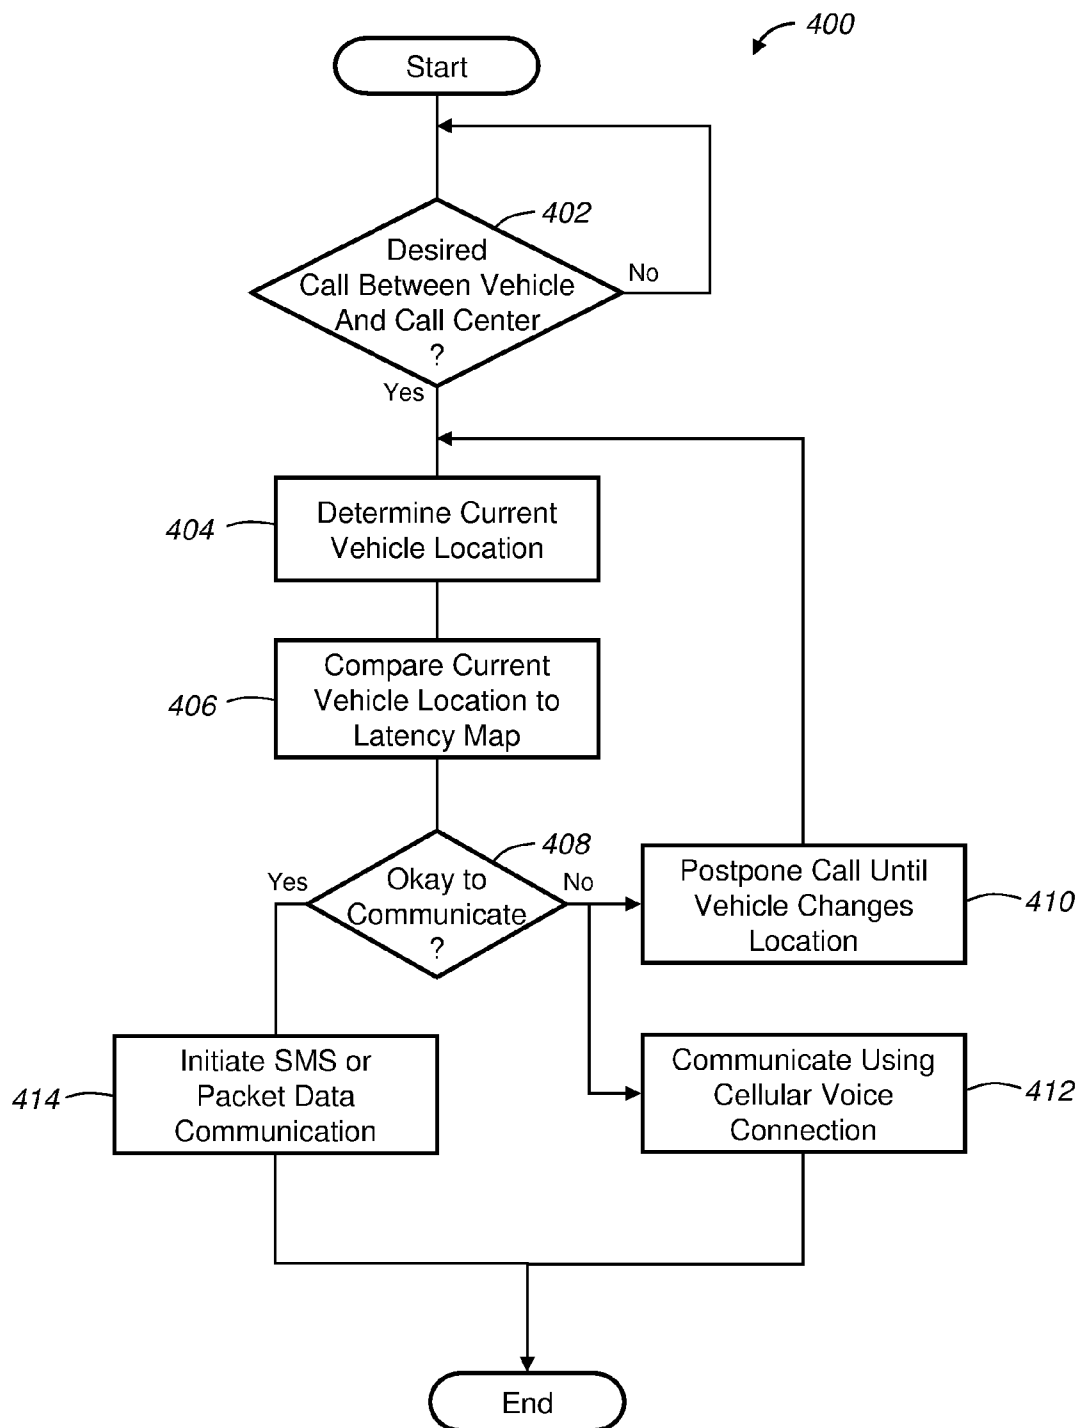 400
Start
402
Desired
Call Between Vehicle
And Call Center
?
No
Yes
404
Determine Current
Vehicle Location
406
Compare Current
Vehicle Location to
Latency Map
408
Yes
Okay to
Communicate
?
No
Postpone Call Until
Vehicle Changes
Location
410
414
Initiate SMS or
Packet Data
Communication
Communicate Using
Cellular Voice
Connection
412
End